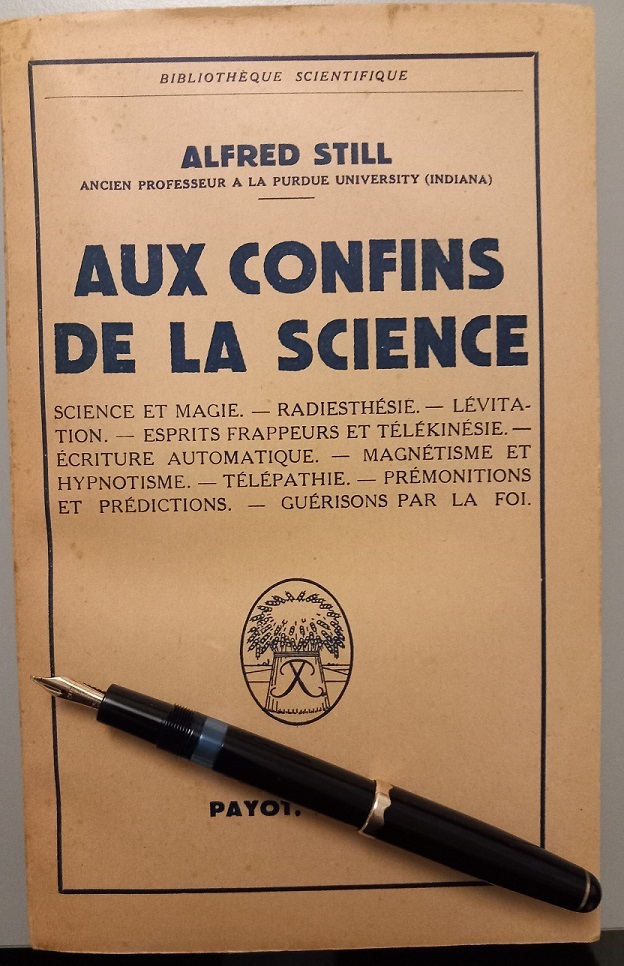 BIBLIOTHÈQUE SCIENTIFIQUE
ALFRED STILL
ANCIEN PROFESSEUR A LA PURDUE UNIVERSITY (INDIANA)
AUX CONFINS
DE LA SCIENCE
SCIENCE ET MAGIE. — RADIESTHÉSIE. — LÉVITA-
TION. — ESPRITS FRAPPEURS ET TÉLÉKINÉSIE. —
ÉCRITURE AUTOMATIQUE. — MAGNÉTISME ET
HYPNOTISME. — TÉLÉPATHIE. — PRÉMONITIONS
ET PRÉDICTIONS. — GUÉRISONS PAR LA FOI.
PAYOT,